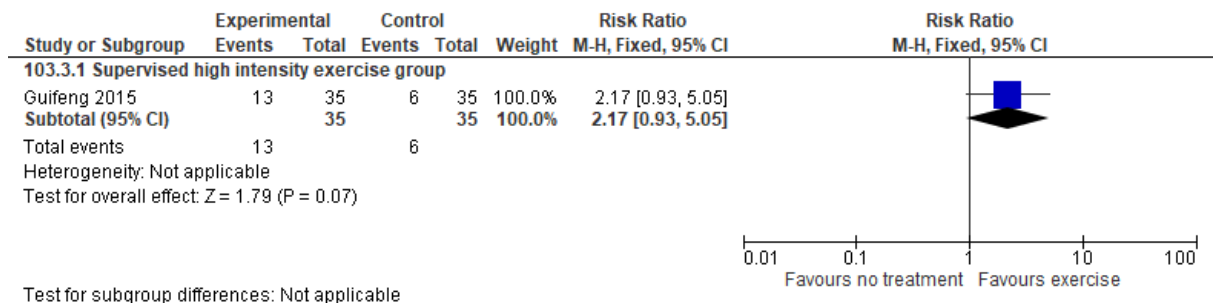 Experimental Control Risk Ratio Risk Ratio
Study or Subgroup Events Total Events Total Weight M-H, Fixed, 95% CI M-H, Fixed, 95% CI
103.3.1 Supervised high intensity exercise group
Guifeng 2015 13 35 6 35 100.0% 2.17 [0.93, 5.05]
Subtotal (95% CI) 35 35 100.0% 2.17 [0.93, 5.05]
Total events 13 6
Heterogeneity: Not applicable
Test for overall effect: Z = 1.79 (P = 0.07)
0.01 0.1 1 10 100
Favours no treatment Favours exercise
Test for subgroup differences: Not applicable